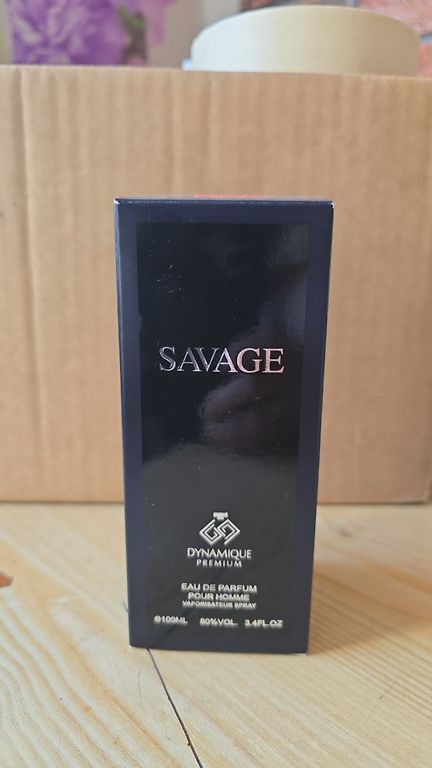 SAVAGE
DYNAMIQUE
PREMIUM
EAU DE PARFUM
POUR HOMME
VAPORISATEUR SPRAY
℮100ML 80%VOL. 3.4FL.OZ